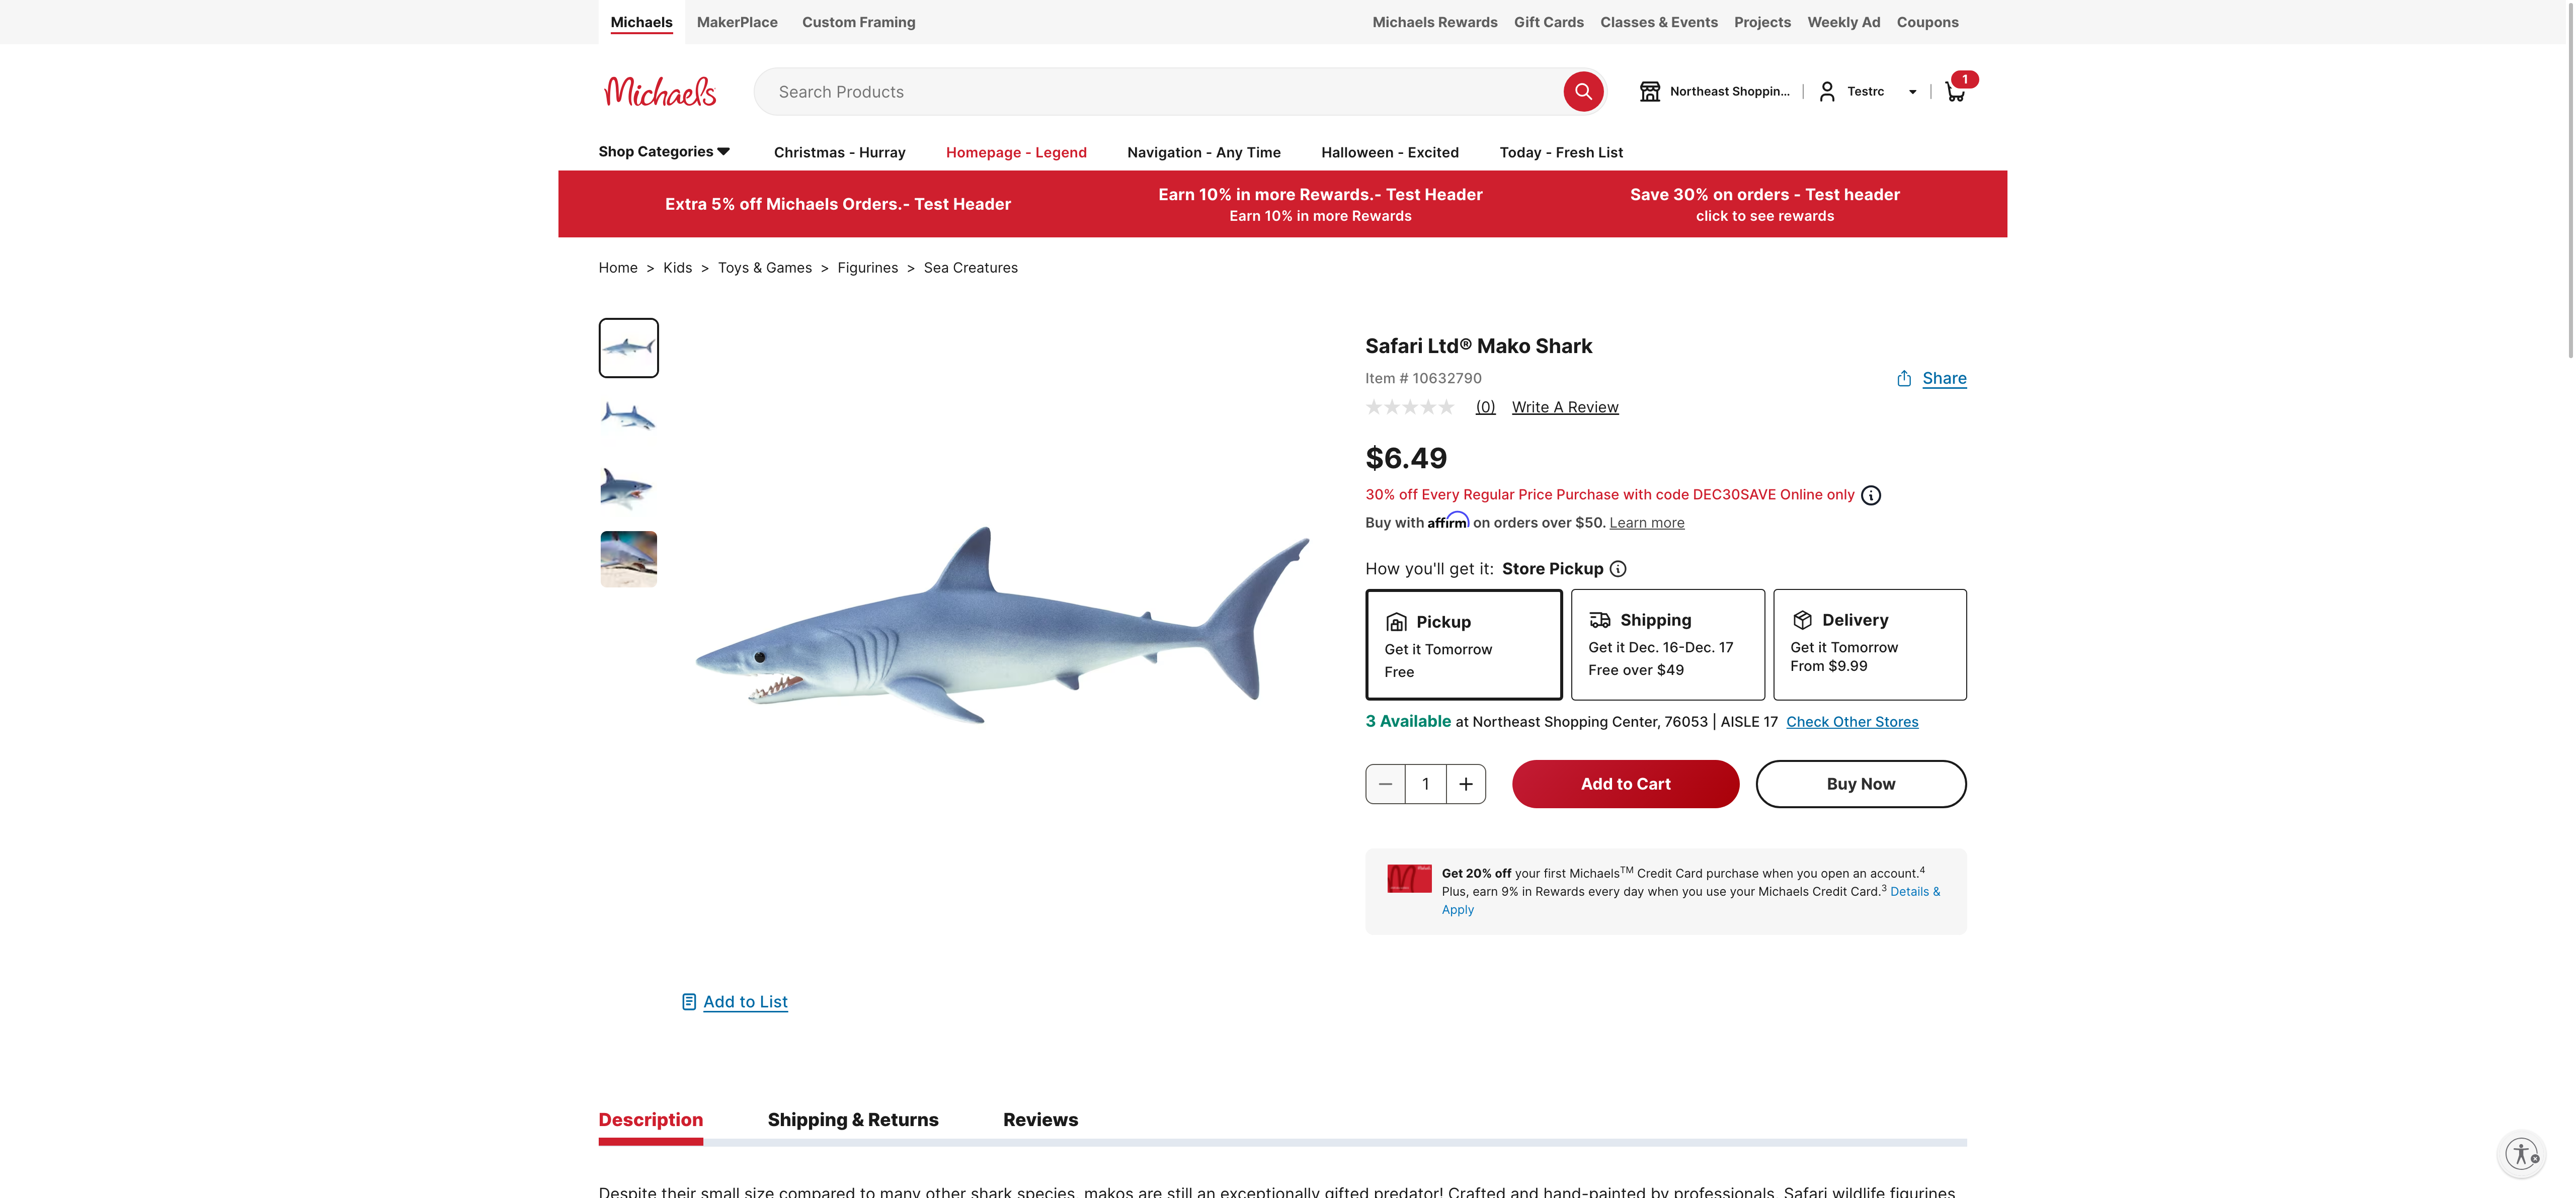 Michaels MakerPlace Custom Framing Michaels Rewards Gift Cards Classes & Events Projects Weekly Ad Coupons
Michaels Search Products Northeast Shoppin... | Testrc | 1
Shop Categories Christmas - Hurray Homepage - Legend Navigation - Any Time Halloween - Excited Today - Fresh List
Extra 5% off Michaels Orders.- Test Header
Earn 10% in more Rewards.- Test Header
Earn 10% in more Rewards
Save 30% on orders - Test header
click to see rewards
Home > Kids > Toys & Games > Figurines > Sea Creatures
Safari Ltd® Mako Shark
Item # 10632790
Share
(0) Write A Review
$6.49
30% off Every Regular Price Purchase with code DEC30SAVE Online only
Buy with affirm on orders over $50. Learn more
How you'll get it: Store Pickup
Pickup
Get it Tomorrow
Free
Shipping
Get it Dec. 16-Dec. 17
Free over $49
Delivery
Get it Tomorrow
From $9.99
3 Available at Northeast Shopping Center, 76053 | AISLE 17 Check Other Stores
1
Add to Cart
Buy Now
Get 20% off your first Michaels™ Credit Card purchase when you open an account.⁴
Plus, earn 9% in Rewards every day when you use your Michaels Credit Card.³ Details &
Apply
Add to List
Description Shipping & Returns Reviews
Despite their small size compared to many other shark species, makos are still an exceptionally gifted predator! Crafted and hand-painted by professionals, Safari wildlife figurines